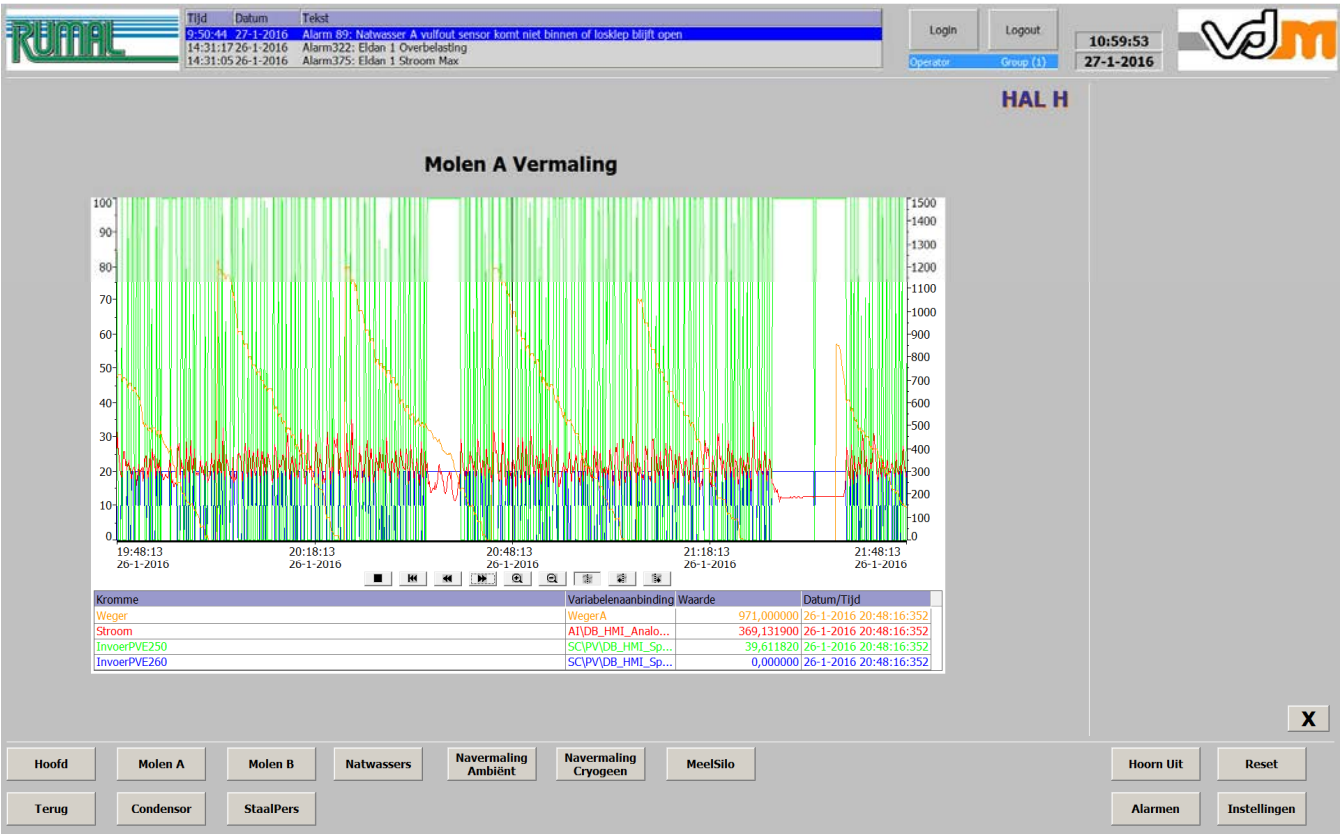 RUMAL
Tijd Datum Tekst
9:50:44 27-1-2016 Alarm 89: Natwasser A vulfout sensor komt niet binnen of losklep blijft open
14:31:17 26-1-2016 Alarm322: Eldan 1 Overbelasting
14:31:05 26-1-2016 Alarm375: Eldan 1 Stroom Max
Login Logout
Operator Group (1)
10:59:53
27-1-2016
vdm
HAL H
Molen A Vermaling
100 1500
1400
90 1300
80 1200
1100
70 1000
60 900
800
50 700
40 600
500
30 400
20 300
200
10 100
0 0
19:48:13 20:18:13 20:48:13 21:18:13 21:48:13
26-1-2016 26-1-2016 26-1-2016 26-1-2016 26-1-2016
Kromme Variabelenaanbinding Waarde Datum/Tijd
Weger WegerA 971,000000 26-1-2016 20:48:16:352
Stroom AI\DB_HMI_Analo... 369,131900 26-1-2016 20:48:16:352
InvoerPVE250 SC\PV\DB_HMI_Sp... 39,611820 26-1-2016 20:48:16:352
InvoerPVE260 SC\PV\DB_HMI_Sp... 0,000000 26-1-2016 20:48:16:352
X
Hoofd Molen A Molen B Natwassers Navermaling Ambiënt Navermaling Cryogeen MeelSilo Hoorn Uit Reset
Terug Condensor StaalPers Alarmen Instellingen